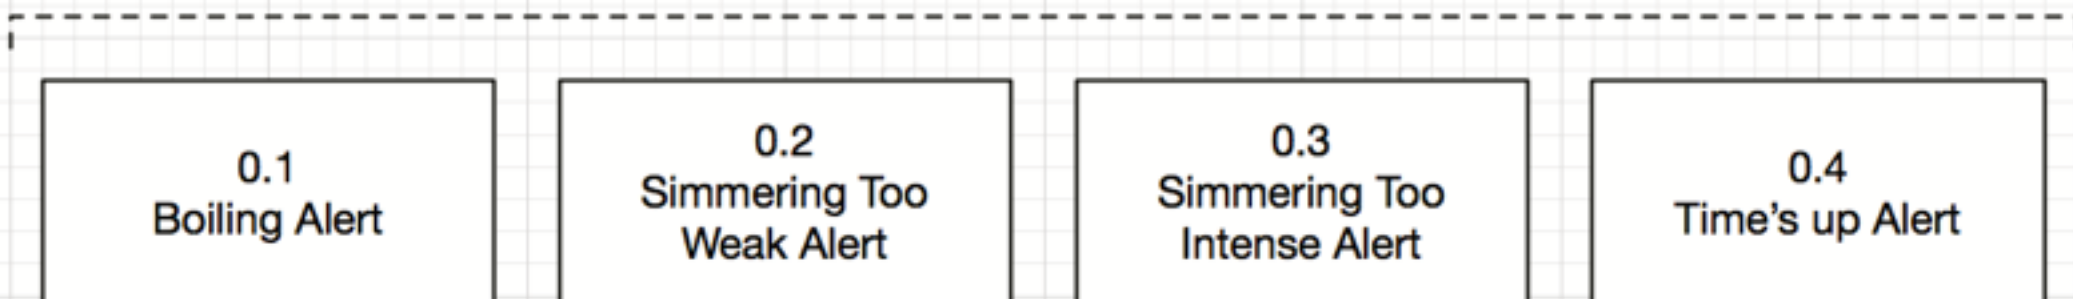 0.1
Boiling Alert
0.2
Simmering Too
Weak Alert
0.3
Simmering Too
Intense Alert
0.4
Time’s up Alert